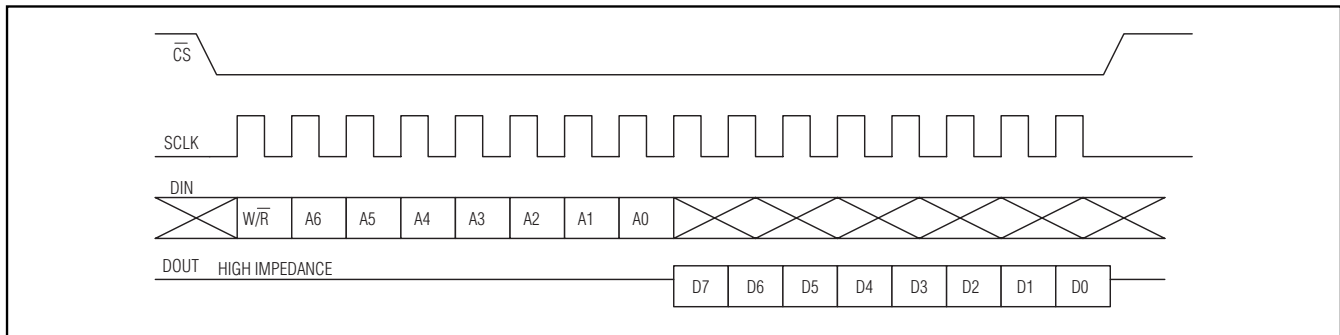 C̅S̅
SCLK
DIN
W/R̅ A6 A5 A4 A3 A2 A1 A0
DOUT HIGH IMPEDANCE
D7 D6 D5 D4 D3 D2 D1 D0